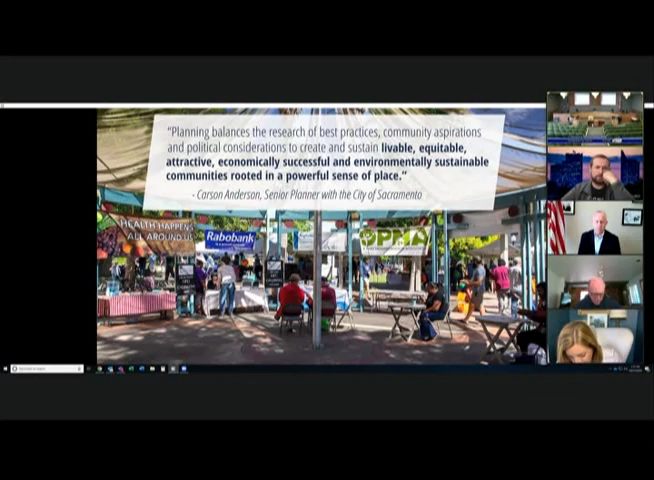 “Planning balances the research of best practices, community aspirations
and political considerations to create and sustain livable, equitable,
attractive, economically successful and environmentally sustainable
communities rooted in a powerful sense of place.”
- Carson Anderson, Senior Planner with the City of Sacramento
HEALTH HAPPENS
ALL AROUND US
Rabobank
PMA